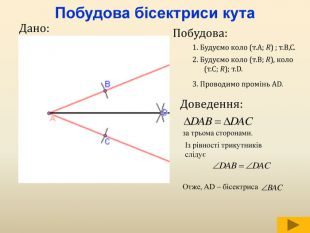 Побудова бісектриси кута
Дано:
Побудова:
1. Будуємо коло (т.А; R) ; т.В,С.
2. Будуємо коло (т.В; R), коло
(т.С; R); т.D.
3. Проводимо промінь AD.
B
A
D
C
Доведення:
ΔDAB = ΔDAC
за трьома сторонами.
Із рівності трикутників
слідує
∠DAB = ∠DAC
Отже, AD – бісектриса ∠BAC